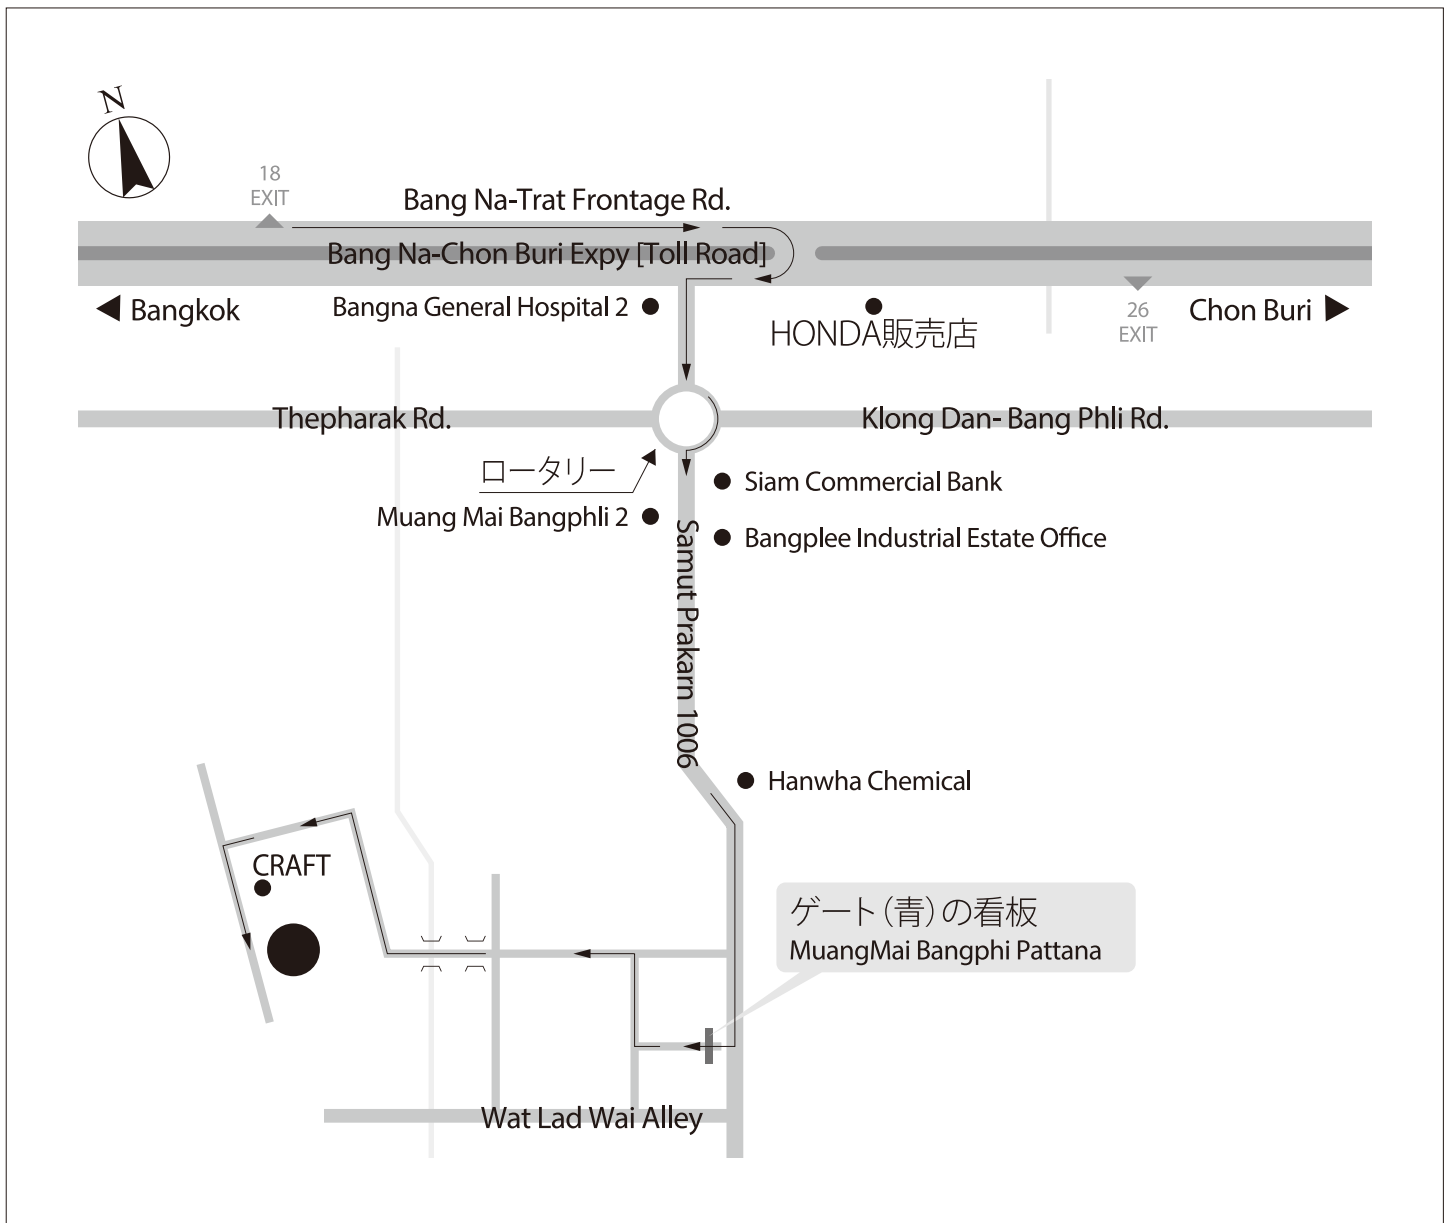 N
18
EXIT
Bang Na-Trat Frontage Rd.
Bang Na-Chon Buri Expy [Toll Road]
Bangkok
Bangna General Hospital 2
HONDA販売店
26
EXIT
Chon Buri
Thepharak Rd.
Klong Dan- Bang Phli Rd.
ロータリー
Siam Commercial Bank
Muang Mai Bangphli 2
Bangplee Industrial Estate Office
Samut Prakarn 1006
Hanwha Chemical
CRAFT
ゲート（青）の看板
MuangMai Bangphi Pattana
Wat Lad Wai Alley